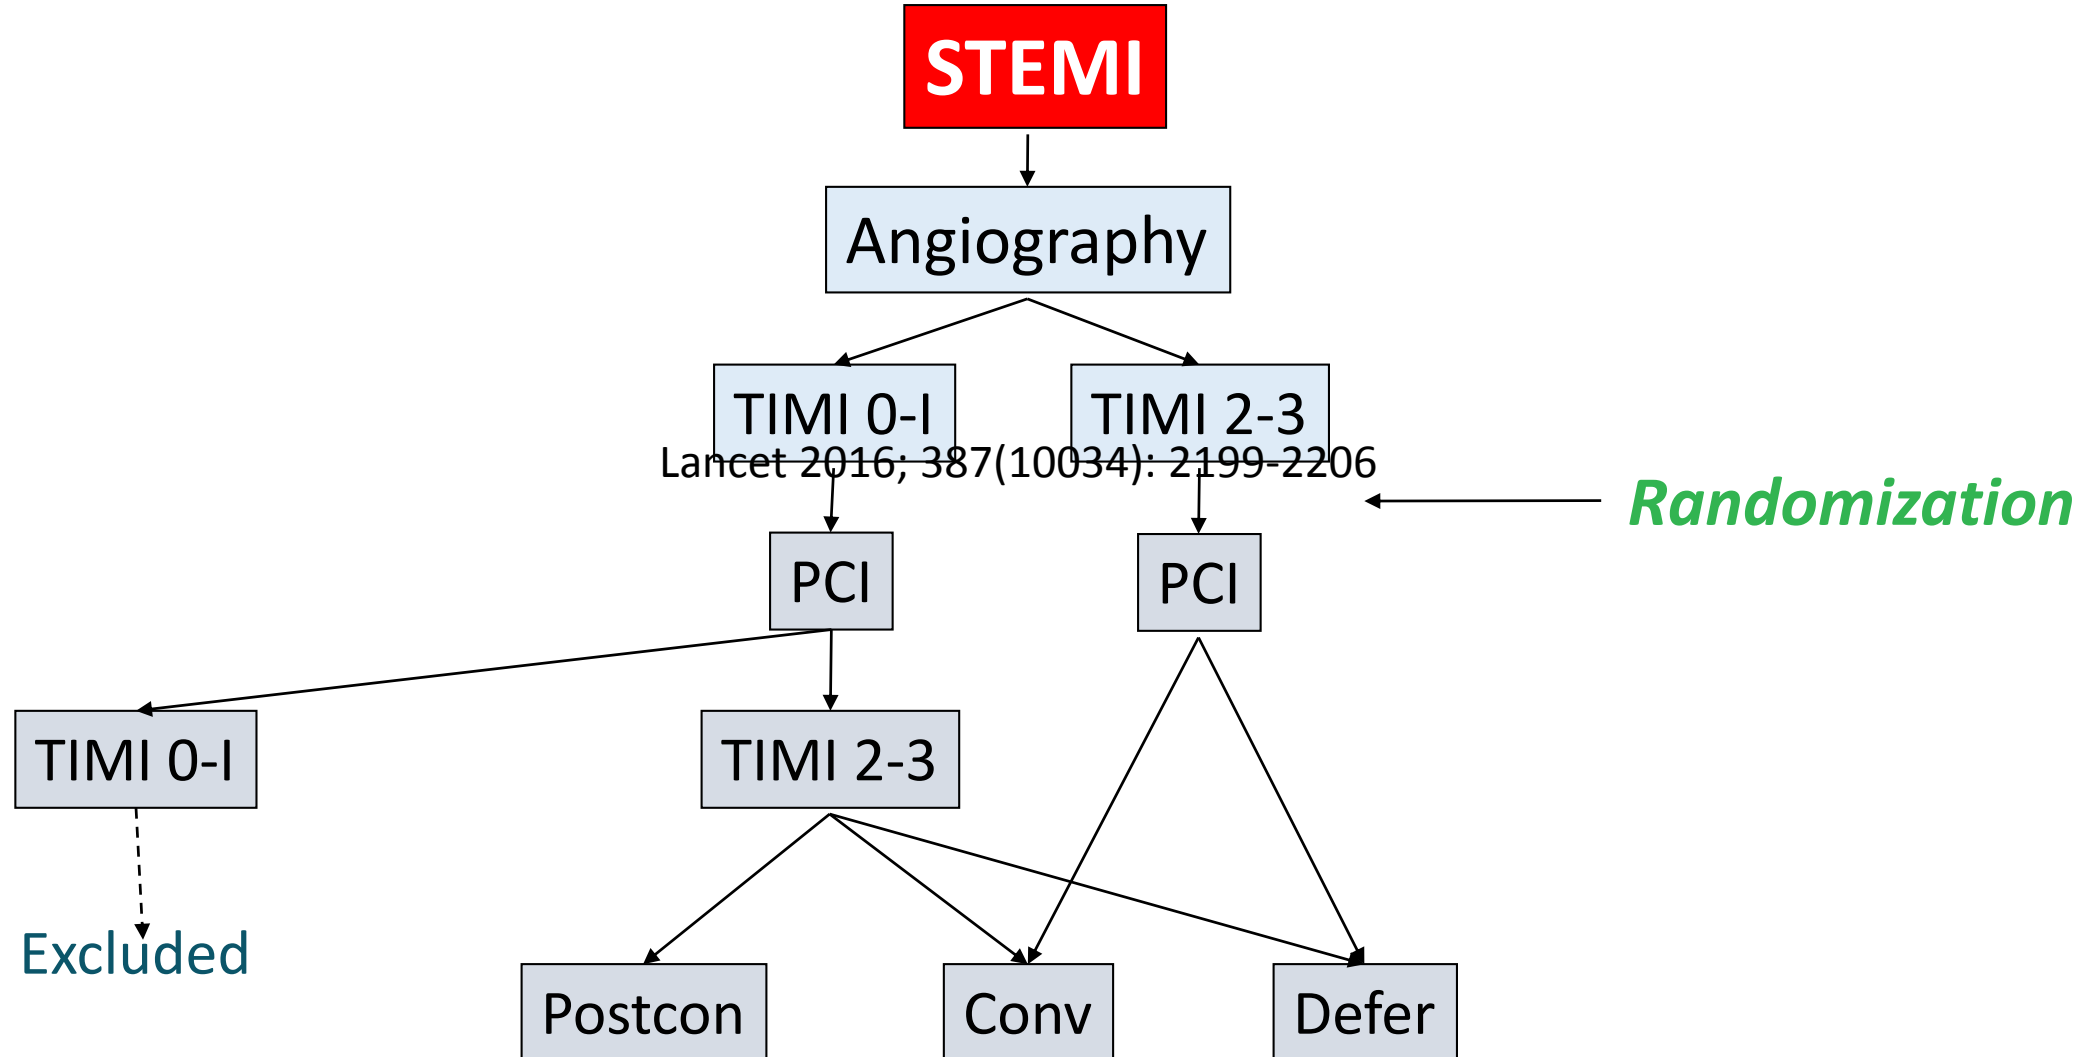 STEMI
Angiography
TIMI 0-I
TIMI 2-3
Lancet 2016; 387(10034): 2199-2206
Randomization
PCI
PCI
TIMI 0-I
TIMI 2-3
Excluded
Postcon
Conv
Defer